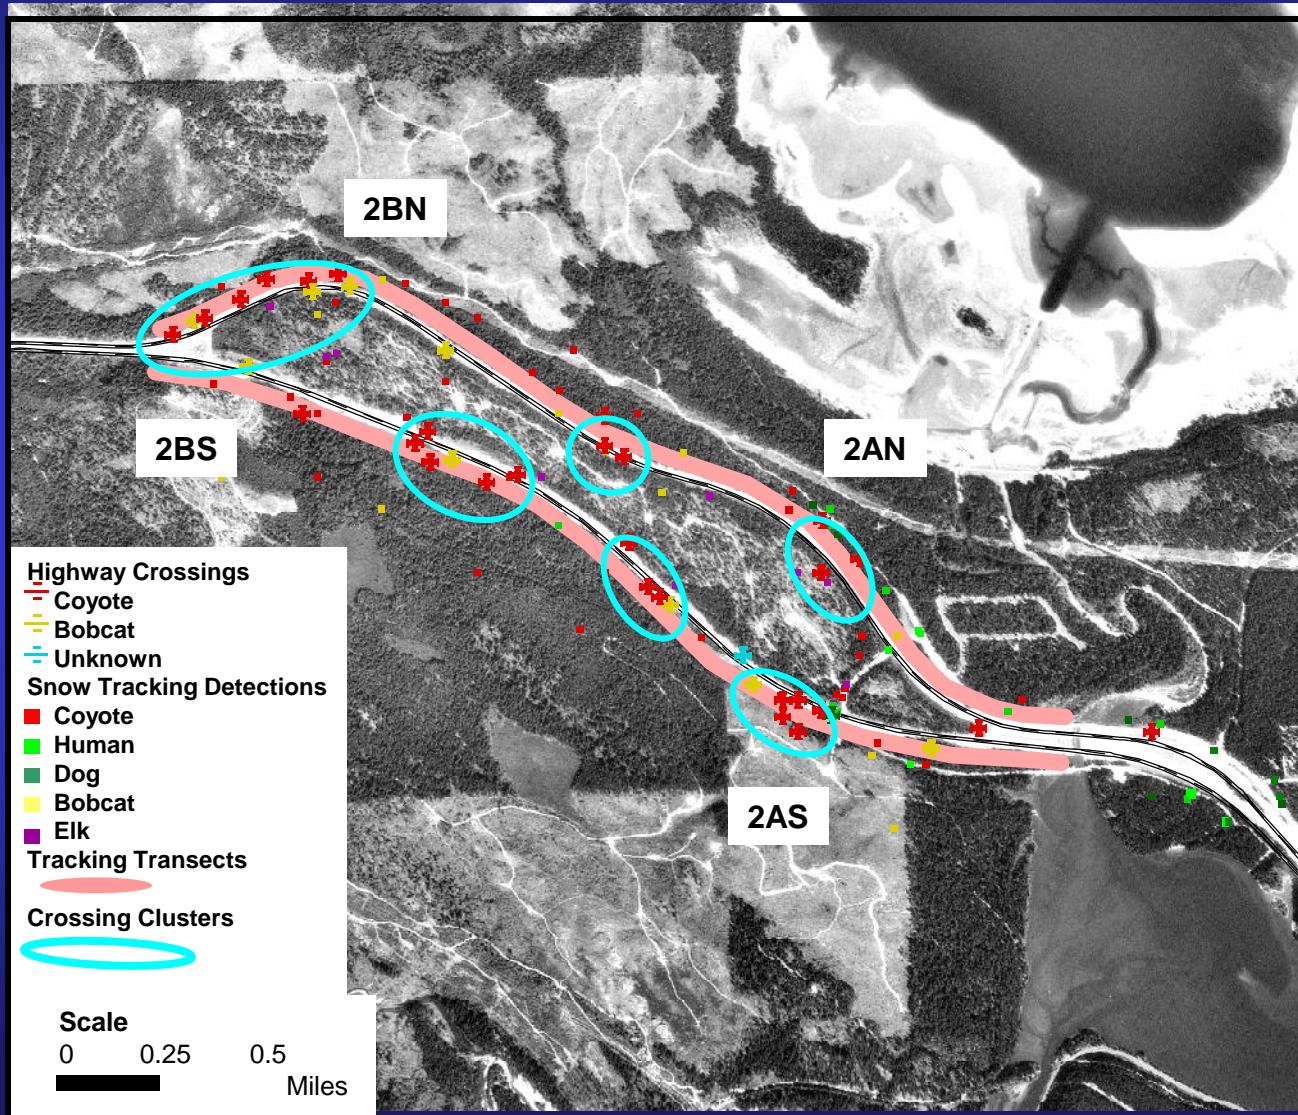 2BN
2BS
2AN
2AS
Highway Crossings
Coyote
Bobcat
Unknown
Snow Tracking Detections
Coyote
Human
Dog
Bobcat
Elk
Tracking Transects
Crossing Clusters
Scale
0 0.25 0.5
Miles